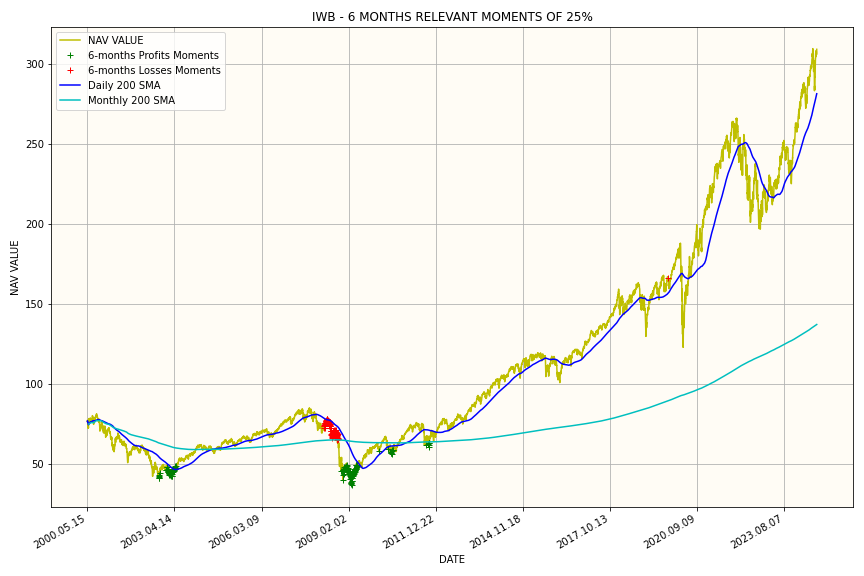 IWB - 6 MONTHS RELEVANT MOMENTS OF 25%
NAV VALUE
6-months Profits Moments
6-months Losses Moments
Daily 200 SMA
Monthly 200 SMA
300
250
200
150
100
50
NAV VALUE
2000.05.15
2003.04.14
2006.03.09
2009.02.02
2011.12.22
2014.11.18
2017.10.13
2020.09.09
2023.08.07
DATE